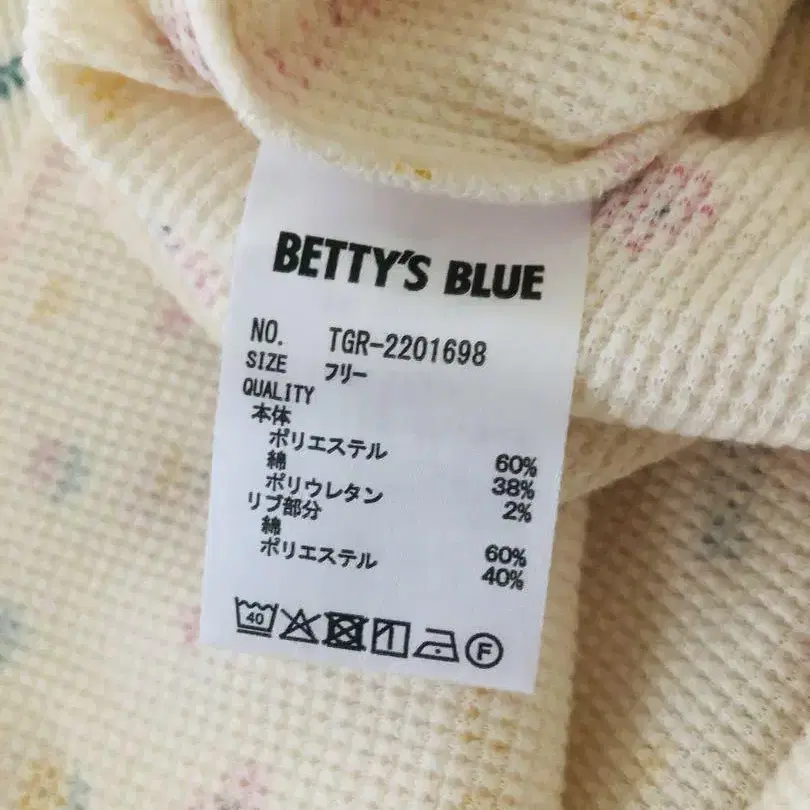 BETTY'S BLUE
NO. TGR-2201698
SIZE フリー
QUALITY
本体
ポリエステル 60%
綿 38%
ポリウレタン 2%
リブ部分
綿 60%
ポリエステル 40%
40 F